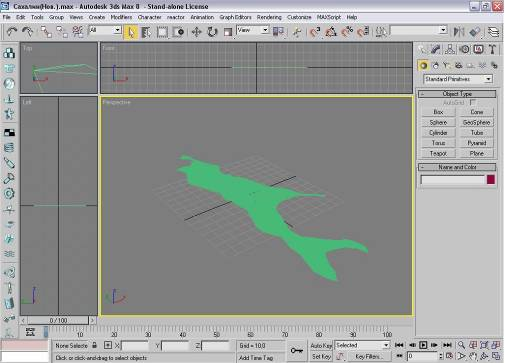 Сахалин@Нов.).max - Autodesk 3ds Max 8 - Stand-alone License
File Edit Tools Group Views Create Modifiers Character reactor Animation Graph Editors Rendering Customize MAXScript Help
All
View
Top
Front
Left
Perspective
Standard Primitives
- Object Type
AutoGrid
Box Cone
Sphere GeoSphere
Cylinder Tube
Torus Pyramid
Teapot Plane
- Name and Color
0 / 100
10 20 30 40 50 60 70 80 90 100
None Selecte X: Y: Z: Grid = 10,0 Auto Key Selected
Click or click-and-drag to select objects Add Time Tag Set Key Key Filters... 0